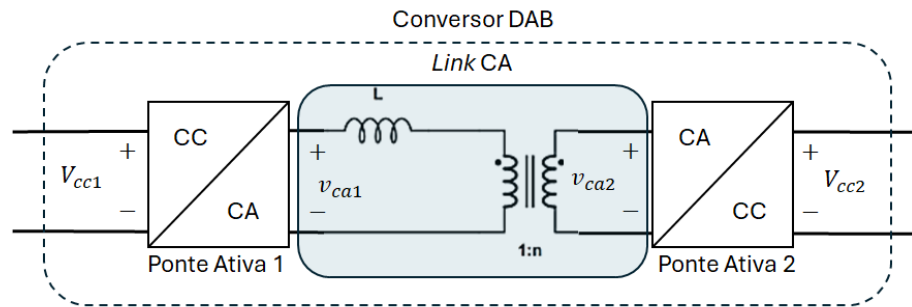 Conversor DAB
Link CA
L
CC
CA
+
V_cc1
−
+
v_ca1
−
1:n
+
v_ca2
−
CA
CC
+
V_cc2
−
Ponte Ativa 1
Ponte Ativa 2